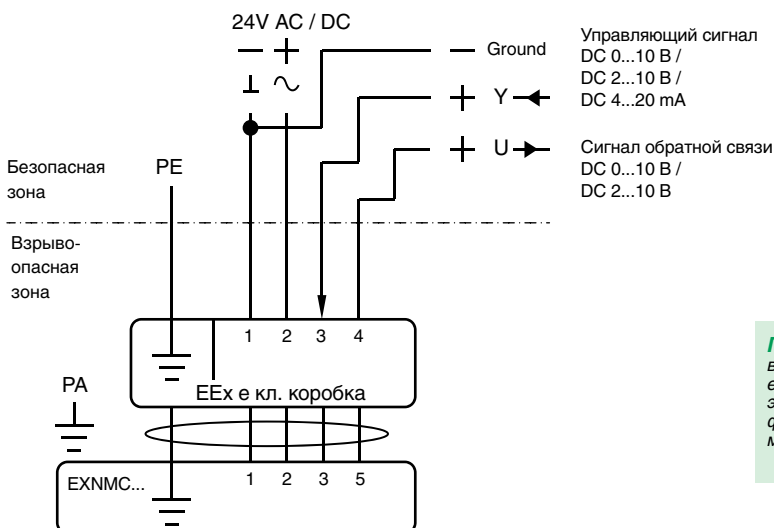 24V AC / DC
Ground
Управляющий сигнал
DC 0...10 В /
DC 2...10 В /
DC 4...20 mA
Y
U
Сигнал обратной связи
DC 0...10 В /
DC 2...10 В
Безопасная
зона
PE
Взрыво-
опасная
зона
1 2 3 4
EEx e кл. коробка
PA
EXNMC...
1 2 3 5